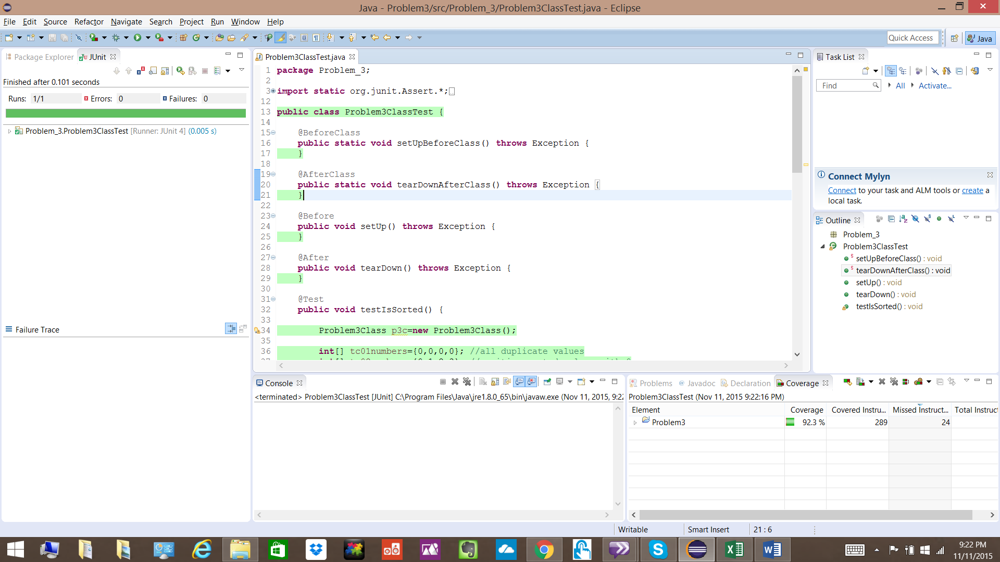 Java - Problem3/src/Problem_3/Problem3ClassTest.java - Eclipse
File Edit Source Refactor Navigate Search Project Run Window Help
Quick Access
Java
Package Explorer JUnit
Finished after 0.101 seconds
Runs: 1/1 Errors: 0 Failures: 0
Problem_3.Problem3ClassTest [Runner: JUnit 4] (0.005 s)
Failure Trace
Problem3ClassTest.java
1 package Problem_3;
2
3 import static org.junit.Assert.*;
12
13 public class Problem3ClassTest {
14
15 @BeforeClass
16 public static void setUpBeforeClass() throws Exception {
17 }
18
19 @AfterClass
20 public static void tearDownAfterClass() throws Exception {
21 }
22
23 @Before
24 public void setUp() throws Exception {
25 }
26
27 @After
28 public void tearDown() throws Exception {
29 }
30
31 @Test
32 public void testIsSorted() {
33
34 Problem3Class p3c=new Problem3Class();
35
36 int[] tc01numbers={0,0,0,0}; //all duplicate values
Task List
Find All Activate...
Connect Mylyn
Connect to your task and ALM tools or create a
local task.
Outline
Problem_3
Problem3ClassTest
setUpBeforeClass() : void
tearDownAfterClass() : void
setUp() : void
tearDown() : void
testIsSorted() : void
Console
<terminated> Problem3ClassTest [JUnit] C:\Program Files\Java\jre1.8.0_65\bin\javaw.exe (Nov 11, 2015, 9:22
Problems Javadoc Declaration Coverage
Problem3ClassTest (Nov 11, 2015 9:22:16 PM)
Element Coverage Covered Instru... Missed Instruct... Total Instruct
Problem3 92.3 % 289 24
Writable Smart Insert 21 : 6
9:22 PM
11/11/2015